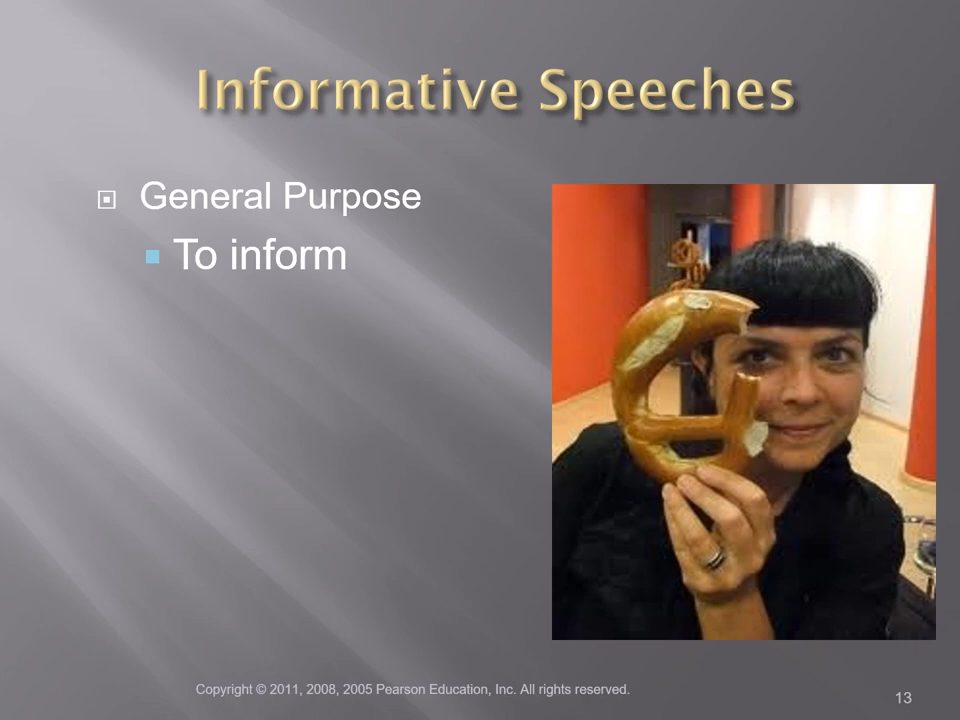 Informative Speeches
General Purpose
To inform
Copyright © 2011, 2008, 2005 Pearson Education, Inc. All rights reserved.
13